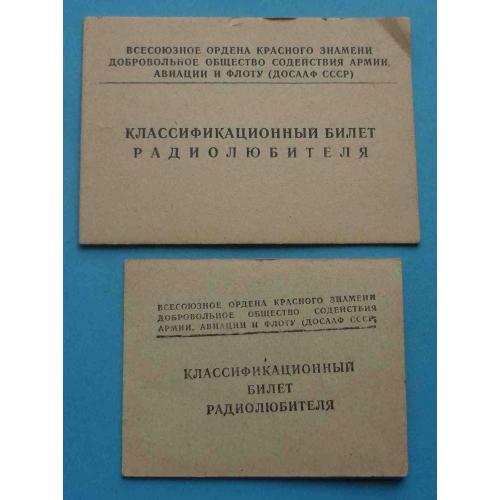 ВСЕСОЮЗНОЕ ОРДЕНА КРАСНОГО ЗНАМЕНИ
ДОБРОВОЛЬНОЕ ОБЩЕСТВО СОДЕЙСТВИЯ АРМИИ,
АВИАЦИИ И ФЛОТУ (ДОСААФ СССР)
КЛАССИФИКАЦИОННЫЙ БИЛЕТ
РАДИОЛЮБИТЕЛЯ
ВСЕСОЮЗНОЕ ОРДЕНА КРАСНОГО ЗНАМЕНИ
ДОБРОВОЛЬНОЕ ОБЩЕСТВО СОДЕЙСТВИЯ
АРМИИ, АВИАЦИИ И ФЛОТУ (ДОСААФ СССР)
КЛАССИФИКАЦИОННЫЙ
БИЛЕТ
РАДИОЛЮБИТЕЛЯ